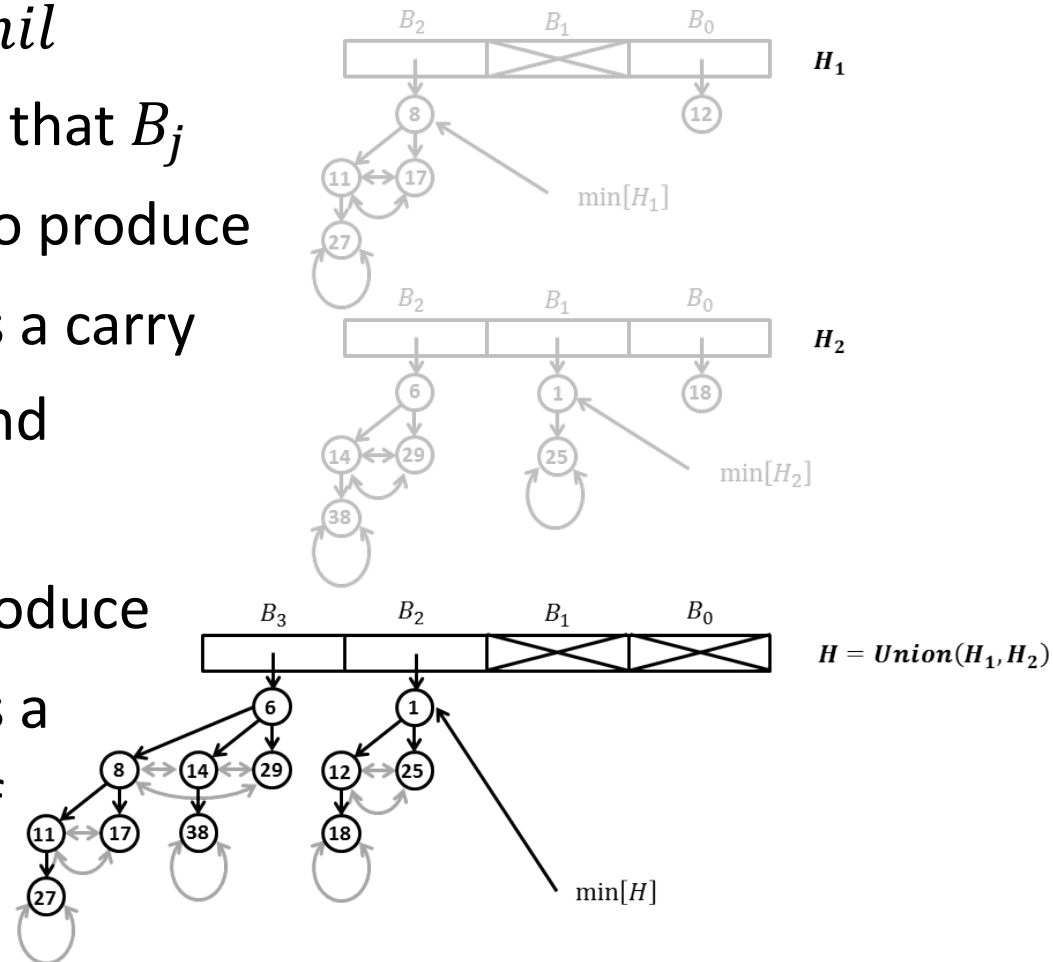 nil
that B_j
o produce
s a carry
nd
oduce
s a
B_2 B_1 B_0
H_1
8 12
11 17
min[H_1]
27
B_2 B_1 B_0
H_2
6 1 18
14 29 25
min[H_2]
38
B_3 B_2 B_1 B_0
H = Union(H_1, H_2)
6 1
8 14 29 12 25
11 17 38 18
27
min[H]